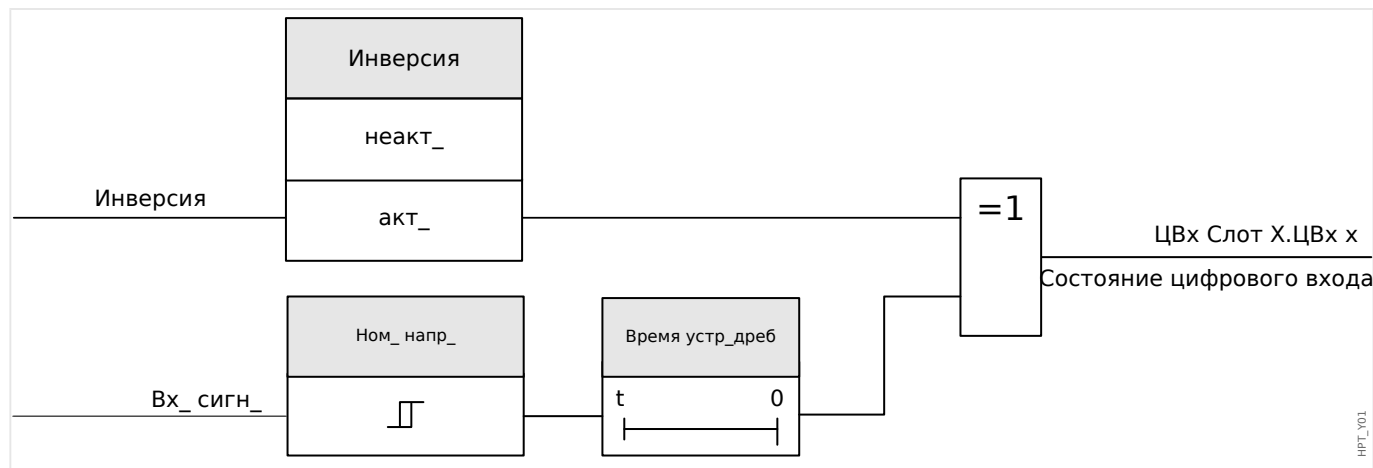 Инверсия
неакт_
Инверсия
акт_
=1
ЦВх Слот X.ЦВх x
Состояние цифрового входа
Ном_ напр_
Время устр_дреб
Вх_ сигн_
t 0
HPT_Y01